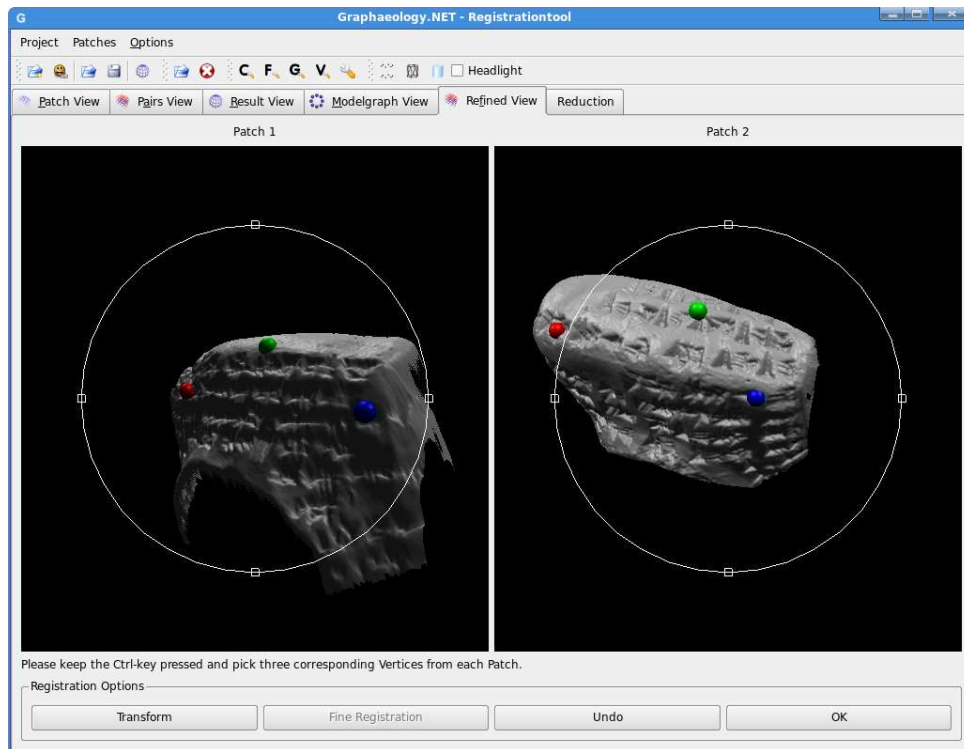 G Graphaeology.NET - Registrationtool
Project Patches Options
C F G V Headlight
Patch View Pairs View Result View Modelgraph View Refined View Reduction
Patch 1 Patch 2
Please keep the Ctrl-key pressed and pick three corresponding Vertices from each Patch.
Registration Options
Transform Fine Registration Undo OK